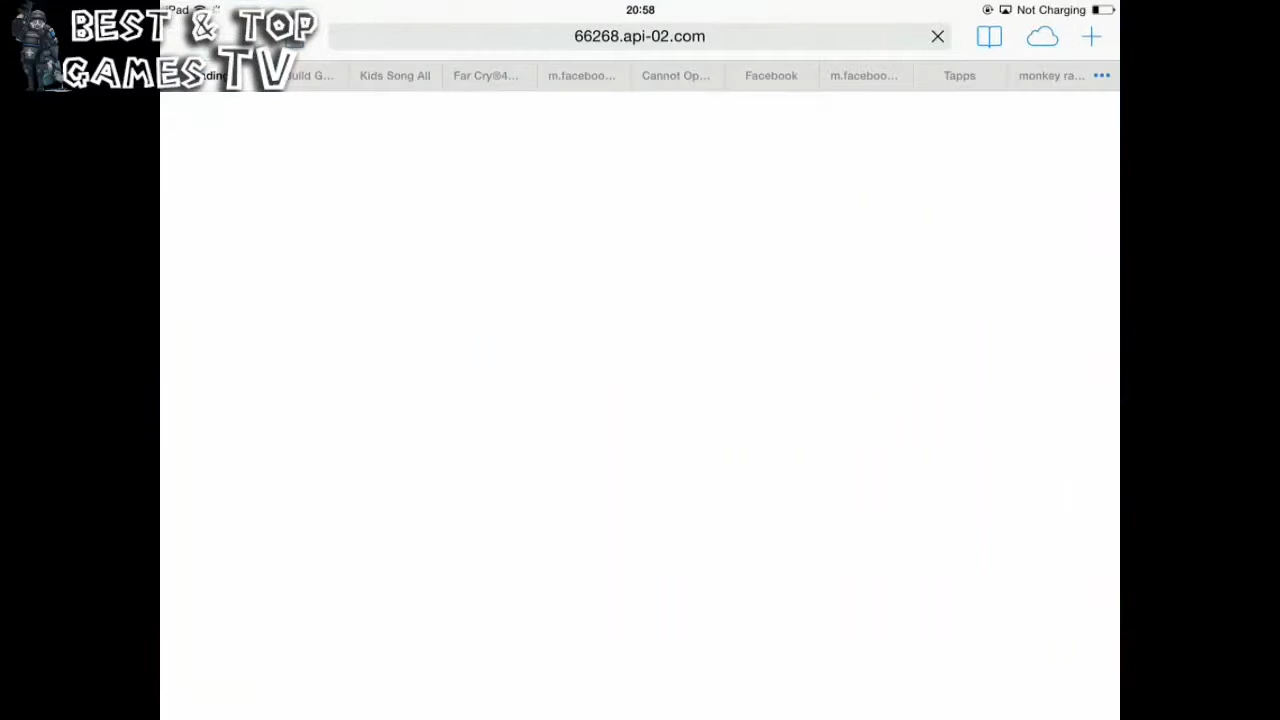 BEST & TOP
GAMES TV
iPad
20:58
Not Charging
66268.api-02.com
Kids Song All
Far Cry®4...
m.faceboo...
Cannot Op...
Facebook
m.faceboo...
Tapps
monkey ra...